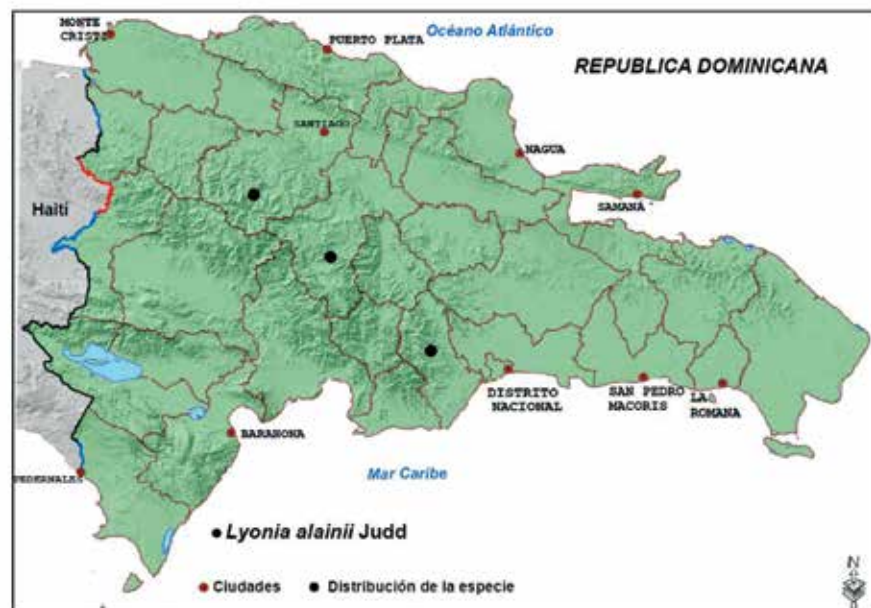 MONTE
CRISTI
PUERTO PLATA
Océano Atlántico
REPUBLICA DOMINICANA
SANTIAGO
NAGUA
SAMANA
Haití
DISTRITO
NACIONAL
SAN PEDRO
MACORIS
LA
ROMANA
BARAHONA
Mar Caribe
PEDERNALES
Lyonia alainii Judd
Ciudades
Distribución de la especie
N